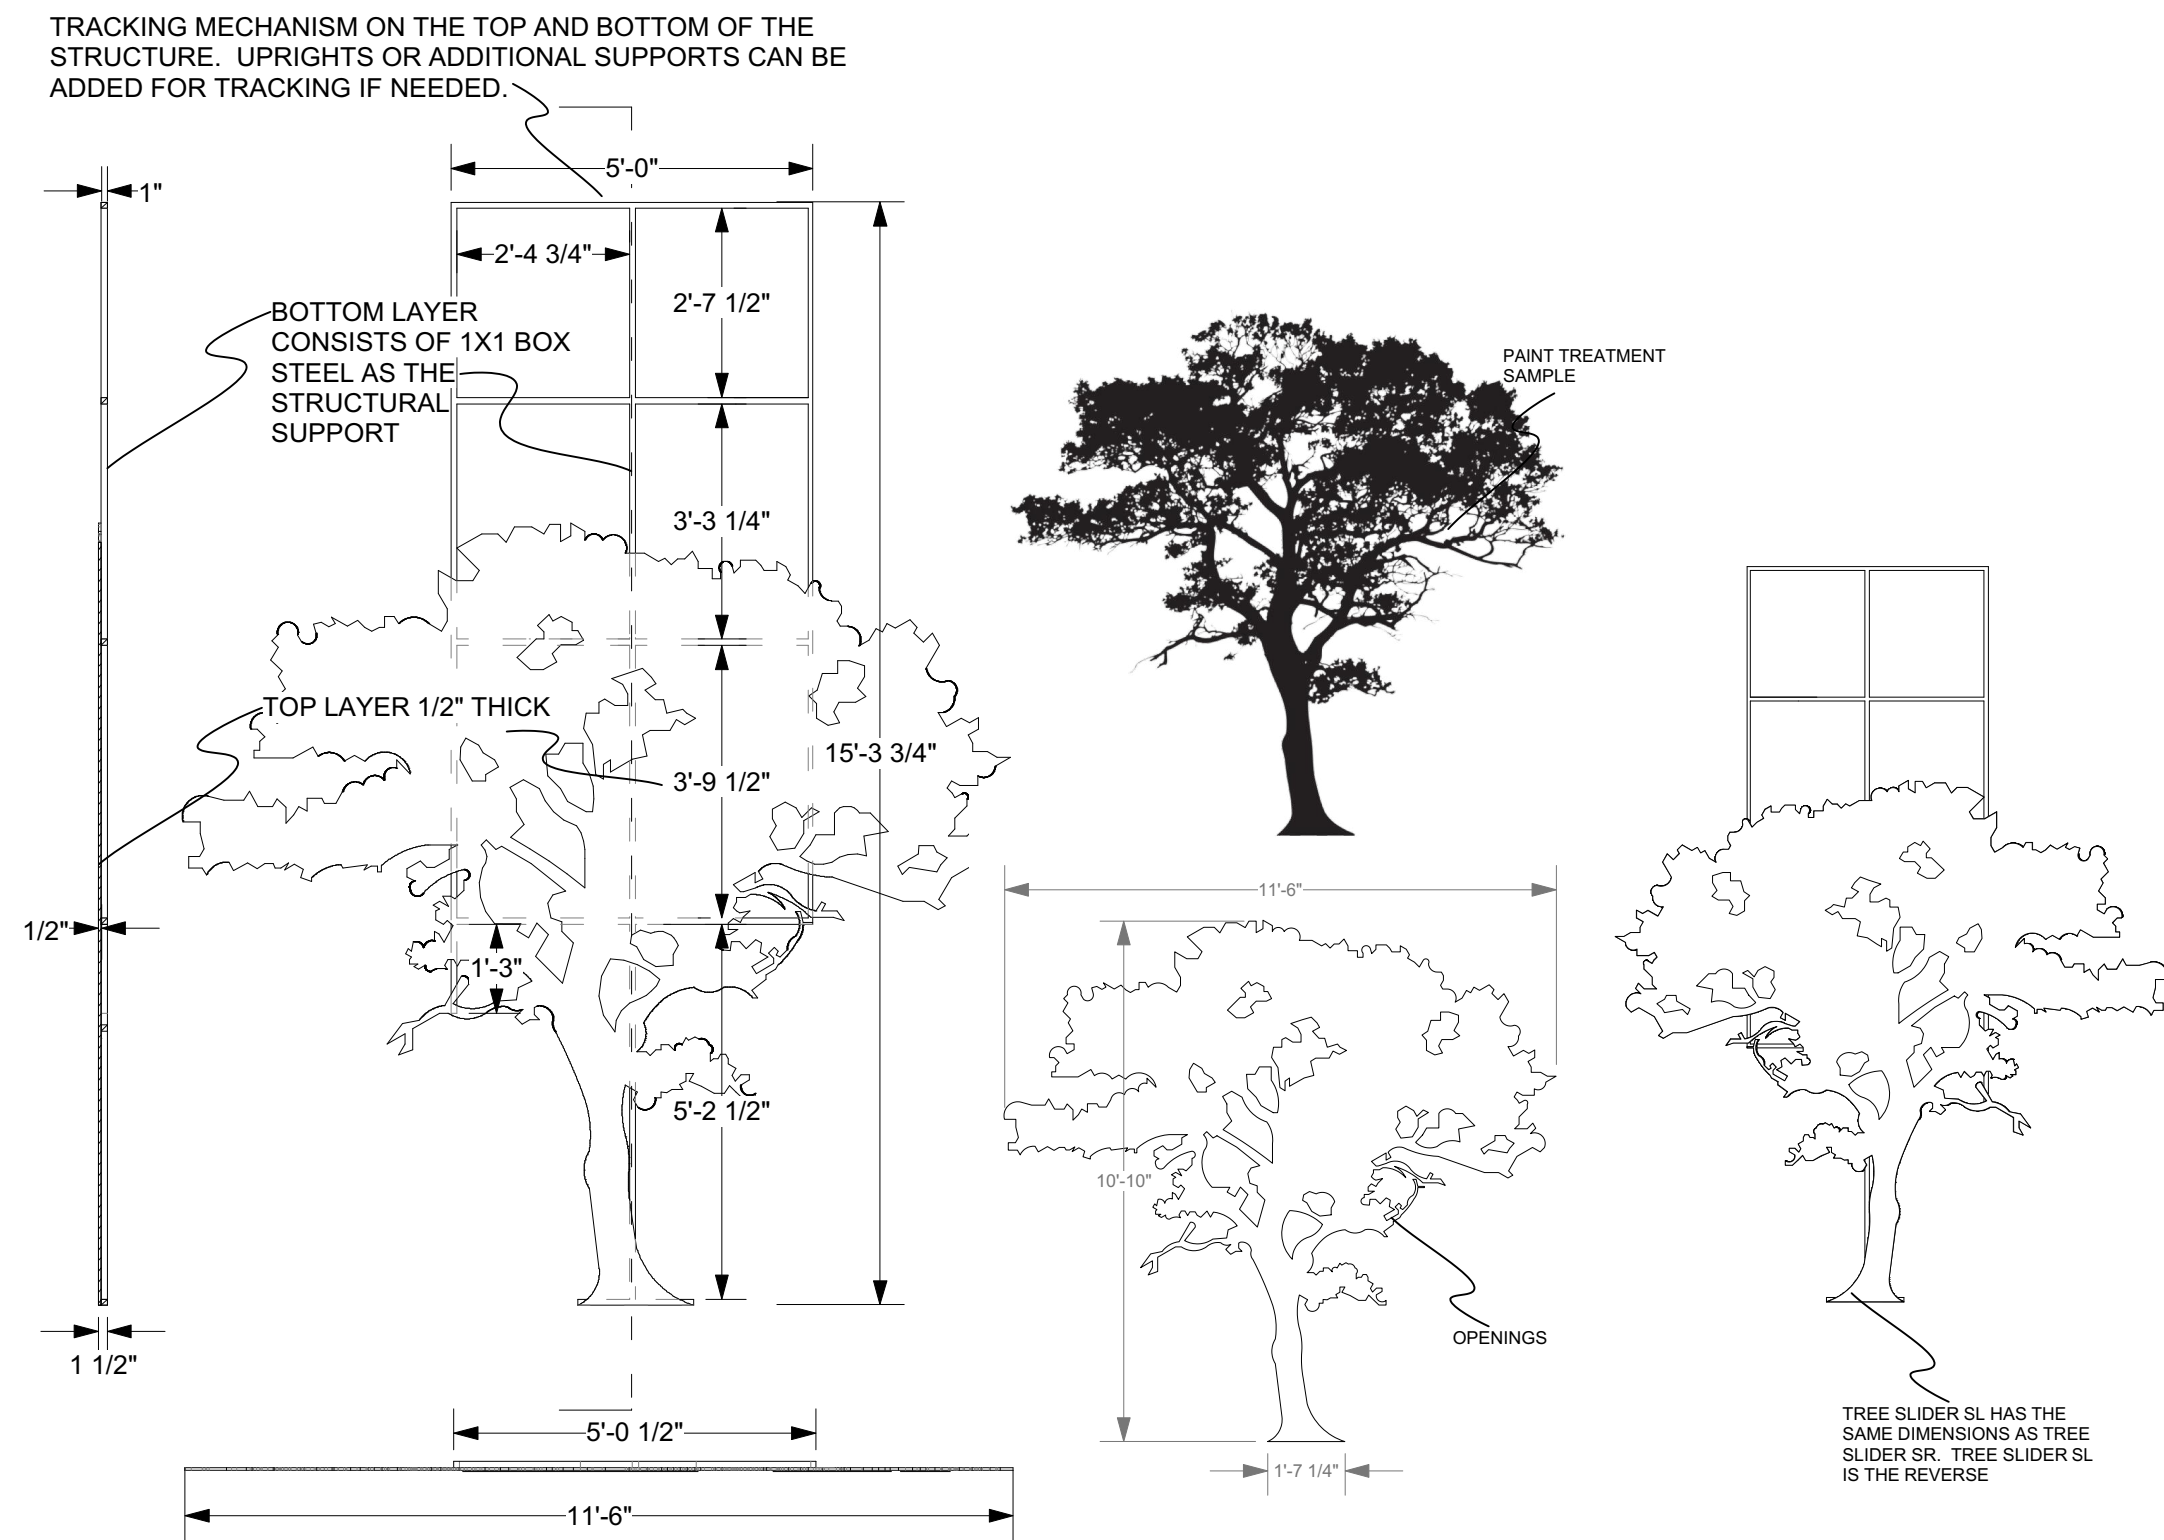 TRACKING MECHANISM ON THE TOP AND BOTTOM OF THE
STRUCTURE. UPRIGHTS OR ADDITIONAL SUPPORTS CAN BE
ADDED FOR TRACKING IF NEEDED.
5'-0"
1"
2'-4 3/4"
2'-7 1/2"
BOTTOM LAYER
CONSISTS OF 1X1 BOX
STEEL AS THE
STRUCTURAL
SUPPORT
3'-3 1/4"
TOP LAYER 1/2" THICK
15'-3 3/4"
3'-9 1/2"
1/2"
1'-3"
5'-2 1/2"
1 1/2"
5'-0 1/2"
11'-6"
PAINT TREATMENT
SAMPLE
11'-6"
10'-10"
OPENINGS
1'-7 1/4"
TREE SLIDER SL HAS THE
SAME DIMENSIONS AS TREE
SLIDER SR. TREE SLIDER SL
IS THE REVERSE